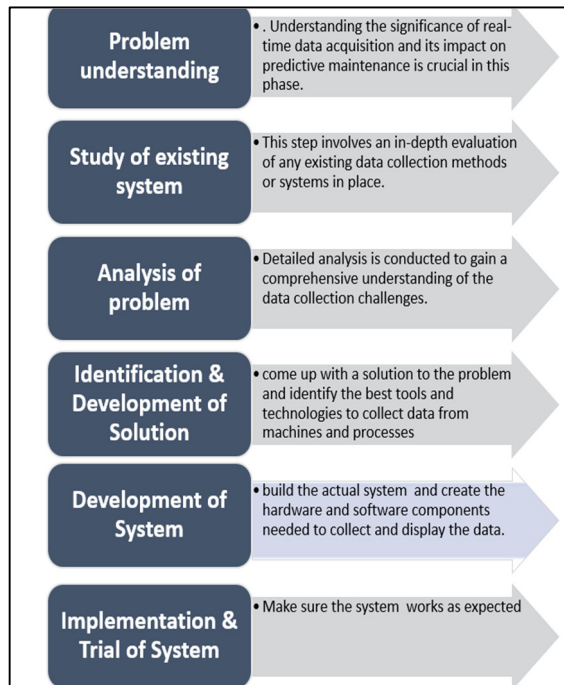 Problem
understanding
• . Understanding the significance of real-
time data acquisition and its impact on
predictive maintenance is crucial in this
phase.
Study of existing
system
• This step involves an in-depth evaluation
of any existing data collection methods
or systems in place.
Analysis of
problem
• Detailed analysis is conducted to gain a
comprehensive understanding of the
data collection challenges.
Identification &
Development of
Solution
• come up with a solution to the problem
and identify the best tools and
technologies to collect data from
machines and processes
Development of
System
• build the actual system and create the
hardware and software components
needed to collect and display the data.
Implementation &
Trial of System
• Make sure the system works as expected